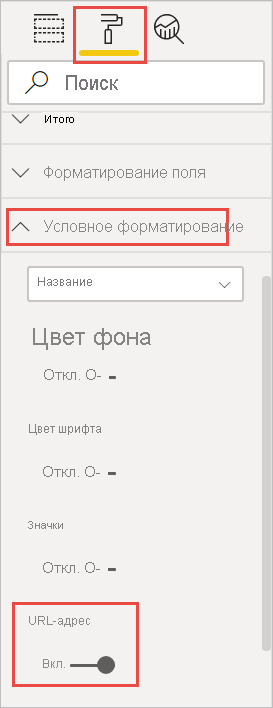 Поиск
Итого
Форматирование поля
Условное форматирование
Название
Цвет фона
Откл. О-
Цвет шрифта
Откл. О-
Значки
Откл. О-
URL-адрес
Вкл.